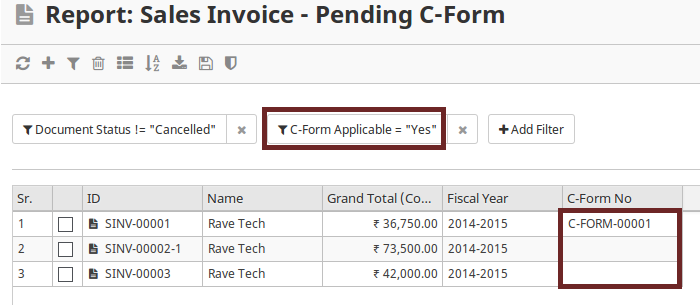 Report: Sales Invoice - Pending C-Form
Document Status != "Cancelled" × C-Form Applicable = "Yes" × + Add Filter
Sr. ID Name Grand Total (Co... Fiscal Year C-Form No
1 SINV-00001 Rave Tech ₹ 36,750.00 2014-2015 C-FORM-00001
2 SINV-00002-1 Rave Tech ₹ 73,500.00 2014-2015
3 SINV-00003 Rave Tech ₹ 42,000.00 2014-2015